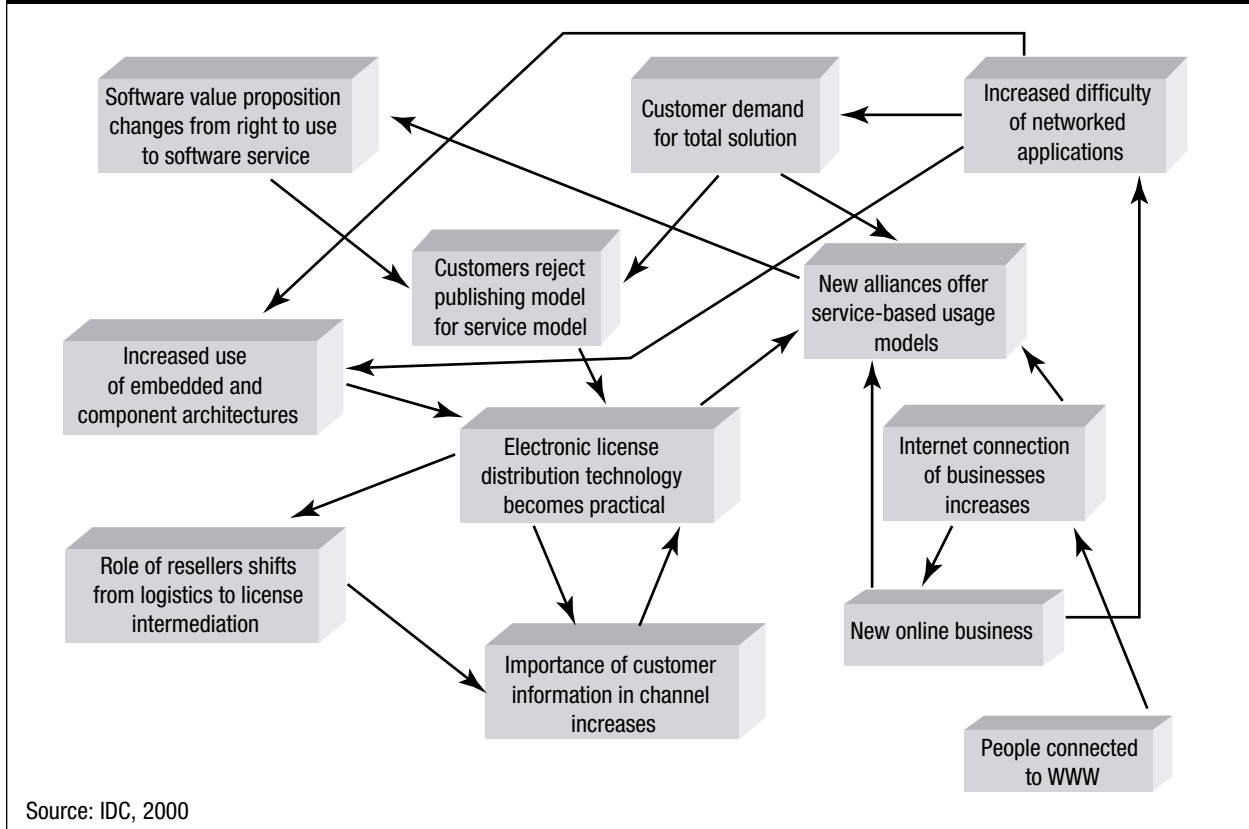 Software value proposition
changes from right to use
to software service
Customer demand
for total solution
Increased difficulty
of networked
applications
Customers reject
publishing model
for service model
New alliances offer
service-based usage
models
Increased use
of embedded and
component architectures
Electronic license
distribution technology
becomes practical
Internet connection
of businesses
increases
Role of resellers shifts
from logistics to license
intermediation
New online business
Importance of customer
information in channel
increases
People connected
to WWW
Source: IDC, 2000